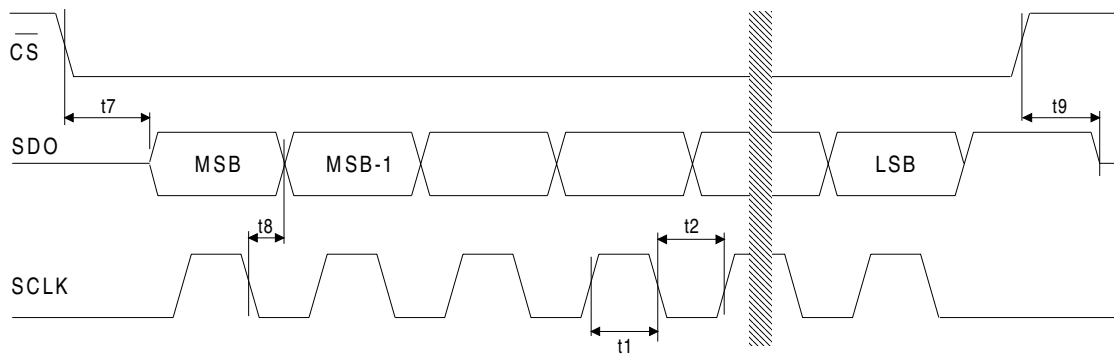 CS
t7
t9
SDO
MSB
MSB-1
LSB
t8
t2
SCLK
t1